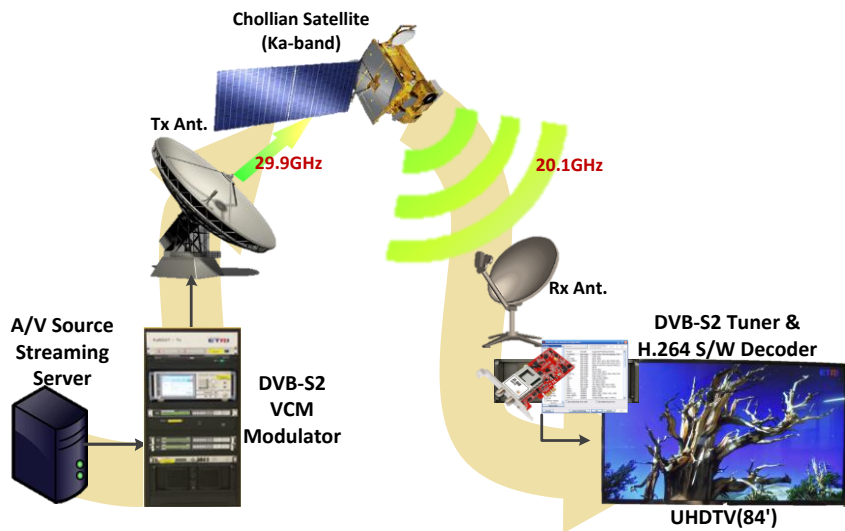 Chollian Satellite
(Ka-band)
Tx Ant.
29.9GHz
20.1GHz
Rx Ant.
A/V Source
Streaming
Server
ETRI
DVB-S2
VCM
Modulator
DVB-S2 Tuner &
H.264 S/W Decoder
UHDTV(84')